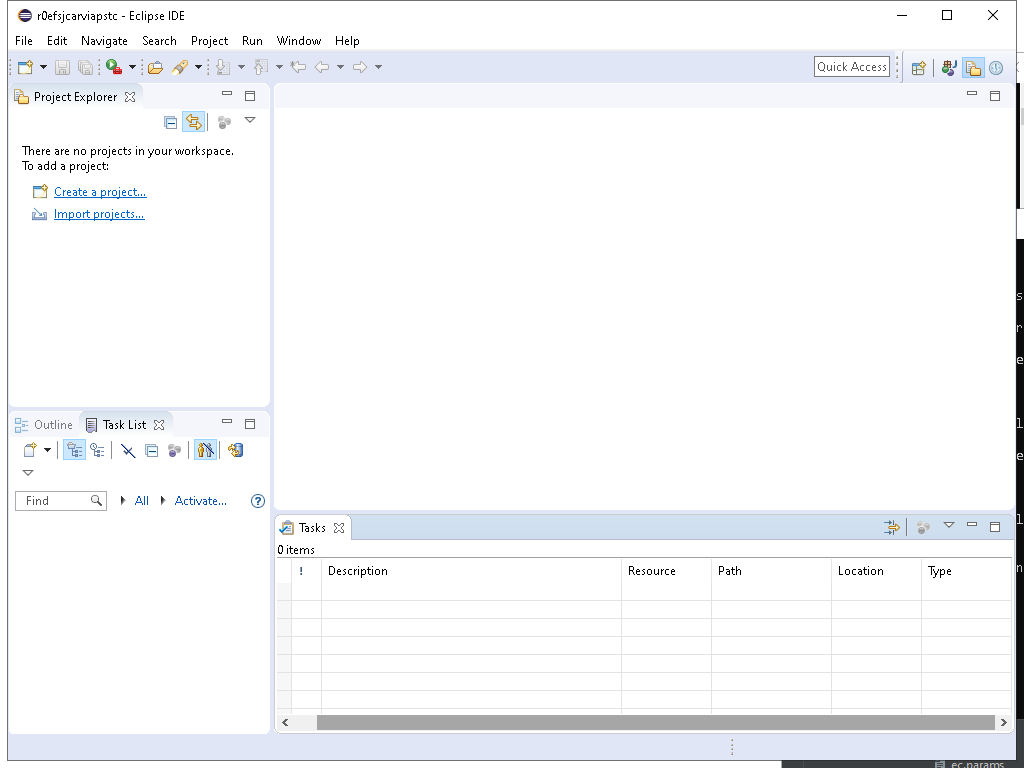 r0efsjcarviapstc - Eclipse IDE
File Edit Navigate Search Project Run Window Help
Quick Access
Project Explorer
There are no projects in your workspace.
To add a project:
Create a project...
Import projects...
Outline Task List
Find All Activate...
Tasks
0 items
! Description Resource Path Location Type
s
r
e
l
e
l
n
ec.params